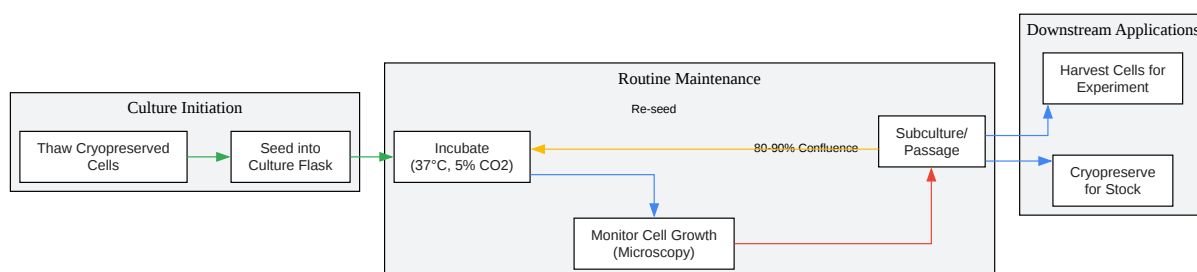 Culture Initiation
Thaw Cryopreserved
Cells
Seed into
Culture Flask
Routine Maintenance
Re-seed
Incubate
(37°C, 5% CO2)
80-90% Confluence
Subculture/
Passage
Monitor Cell Growth
(Microscopy)
Downstream Applications
Harvest Cells for
Experiment
Cryopreserve
for Stock